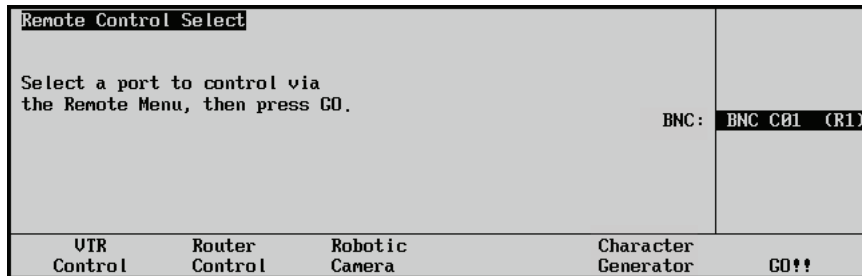 Remote Control Select
Select a port to control via
the Remote Menu, then press GO.
BNC: BNC C01 (R1)
VTR Router Robotic Character
Control Control Camera Generator GO!!